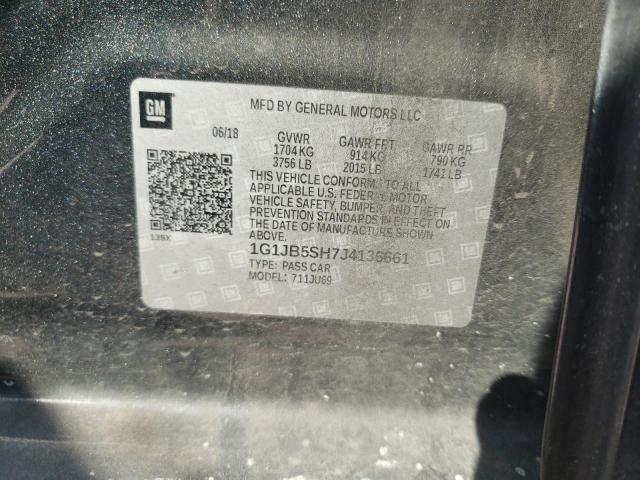 GM
MFD BY GENERAL MOTORS LLC
06/18 GVWR GAWR FRT GAWR RR
1704 KG 914 KG 790 KG
3756 LB 2015 LB 1741 LB
THIS VEHICLE CONFORMS TO ALL
APPLICABLE U.S. FEDERAL MOTOR
VEHICLE SAFETY, BUMPER, AND THEFT
PREVENTION STANDARDS IN EFFECT ON
THE DATE OF MANUFACTURE SHOWN
ABOVE.
1G1JB5SH7J4136661
TYPE: PASS CAR
MODEL: 711JU69